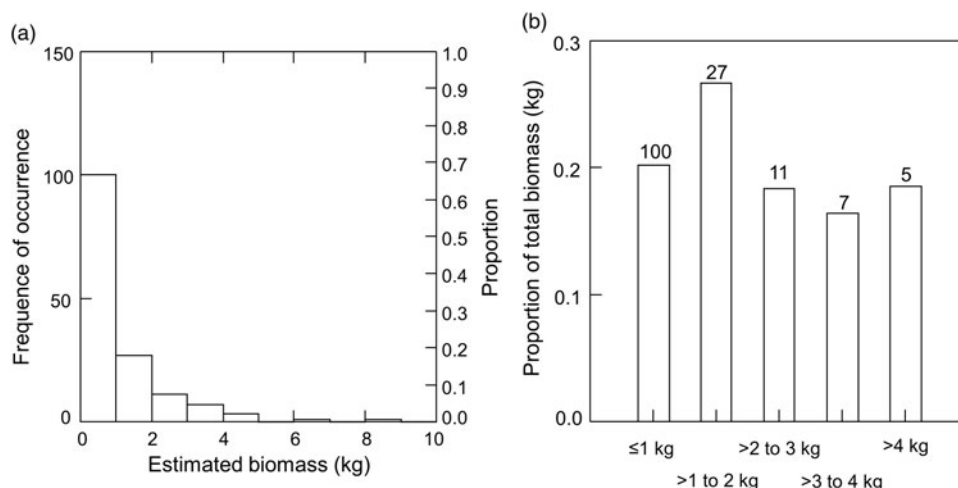 (a)
150
100
50
0
Frequence of occurrence
1.0
0.9
0.8
0.7
0.6
0.5
0.4
0.3
0.2
0.1
0.0
Proportion
0 2 4 6 8 10
Estimated biomass (kg)
(b)
0.3
0.2
0.1
0.0
Proportion of total biomass (kg)
100
27
11
7
5
≤1 kg >2 to 3 kg >4 kg
>1 to 2 kg >3 to 4 kg